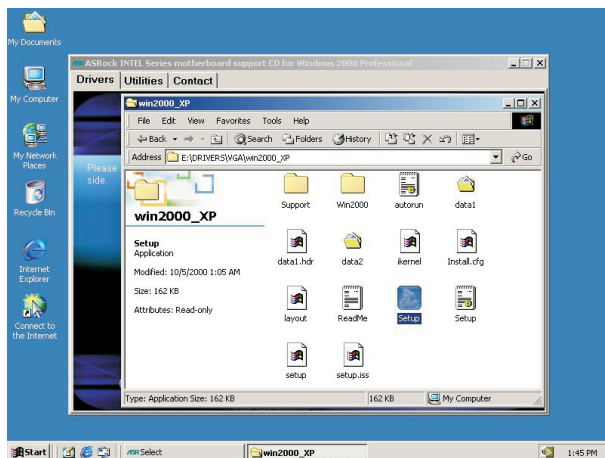 My Documents
My Computer
My Network
Places
Recycle Bin
Internet
Explorer
Connect to
the Internet
ASRock INTEL Series motherboard support CD for Windows 2000 Professional
Drivers Utilities Contact
Please
side.
win2000_XP
File Edit View Favorites Tools Help
Back Search Folders History
Address E:\DRIVERS\VGA\win2000_XP Go
win2000_XP
Setup
Application
Modified: 10/5/2000 1:05 AM
Size: 162 KB
Attributes: Read-only
Support Win2000 autorun data1
data1.hdr data2 ikernel Install.cfg
layout ReadMe Setup Setup
setup setup.iss
Type: Application Size: 162 KB 162 KB My Computer
Start ASR Select win2000_XP 1:45 PM